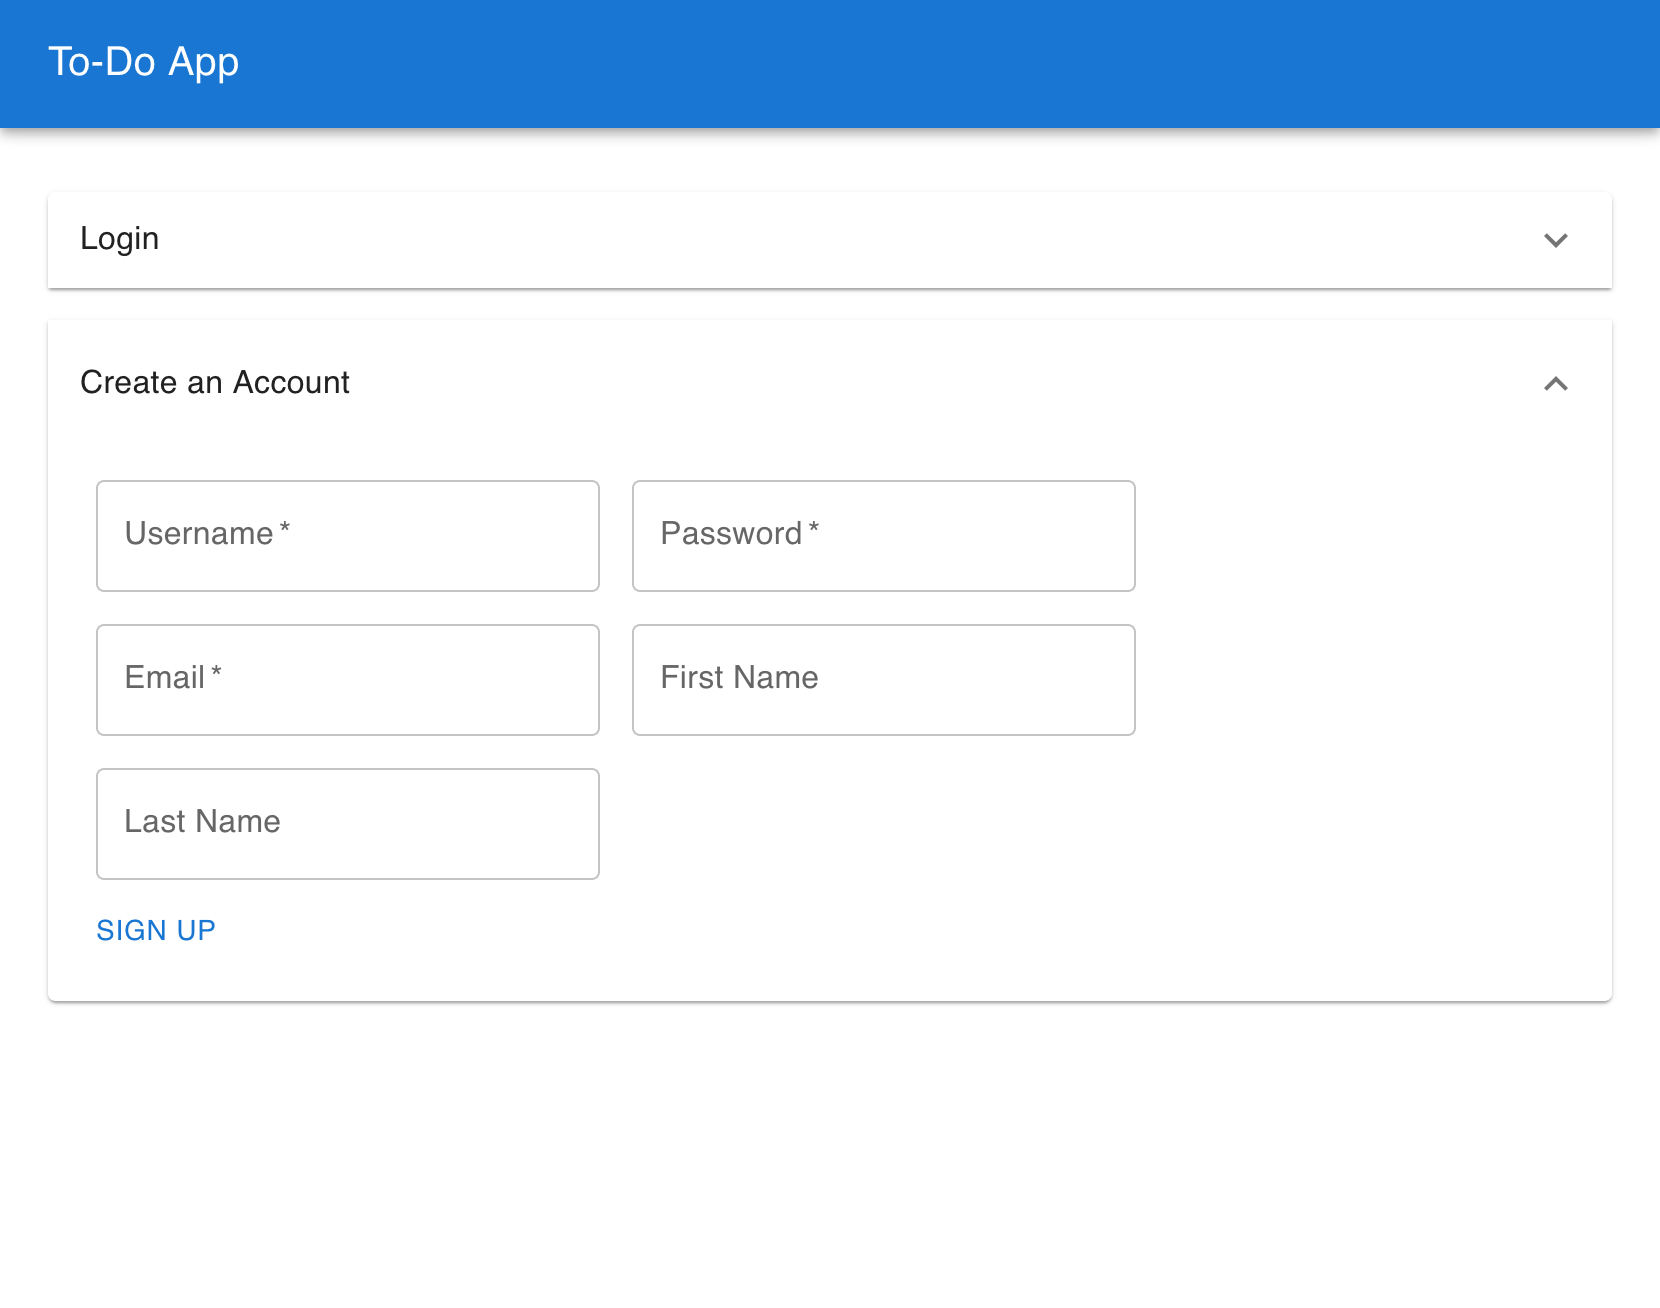 To-Do App
Login
Create an Account
Username *
Password *
Email *
First Name
Last Name
SIGN UP